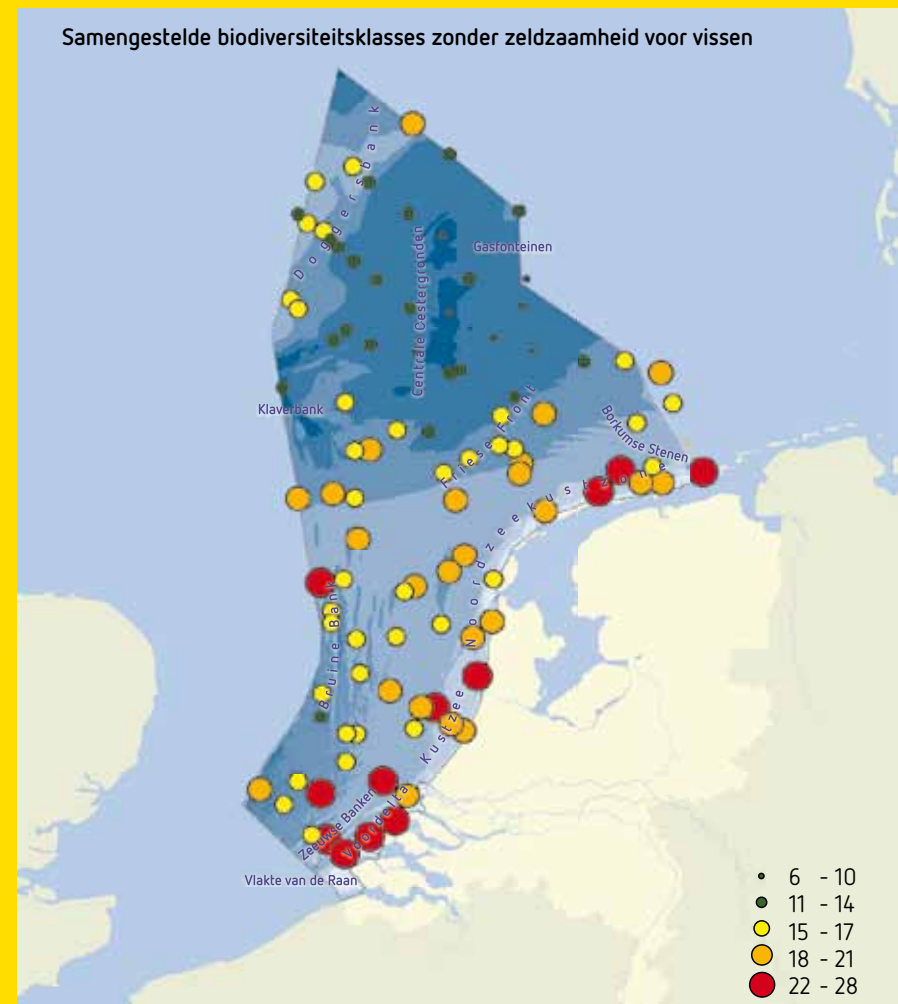 Samengestelde biodiversiteitsklasses zonder zeldzaamheid voor vissen
Doggersbank
Centrale Oestergronden
Gasfonteinen
Klaverbank
Friese Front
Borkumse Stenen
Noordzeekustzone
Bruine Bank
Kustzee
Zeeuwse Banken
Voordelta
Vlakte van de Raan
6 - 10
11 - 14
15 - 17
18 - 21
22 - 28